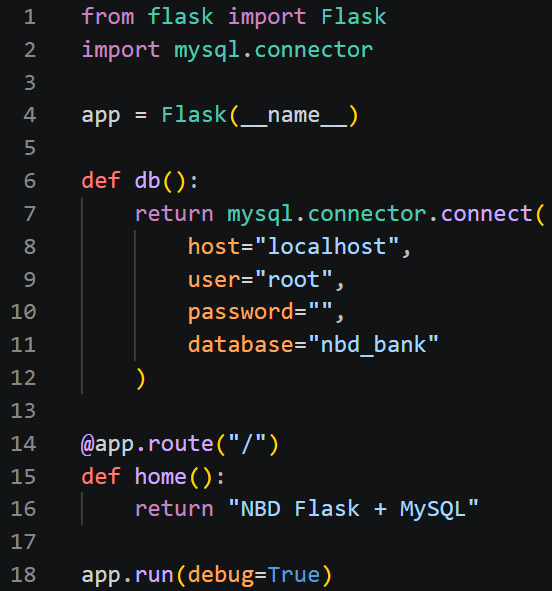 1 from flask import Flask
2 import mysql.connector
3
4 app = Flask(__name__)
5
6 def db():
7     return mysql.connector.connect(
8         host="localhost",
9         user="root",
10         password="",
11         database="nbd_bank"
12     )
13
14 @app.route("/")
15 def home():
16     return "NBD Flask + MySQL"
17
18 app.run(debug=True)